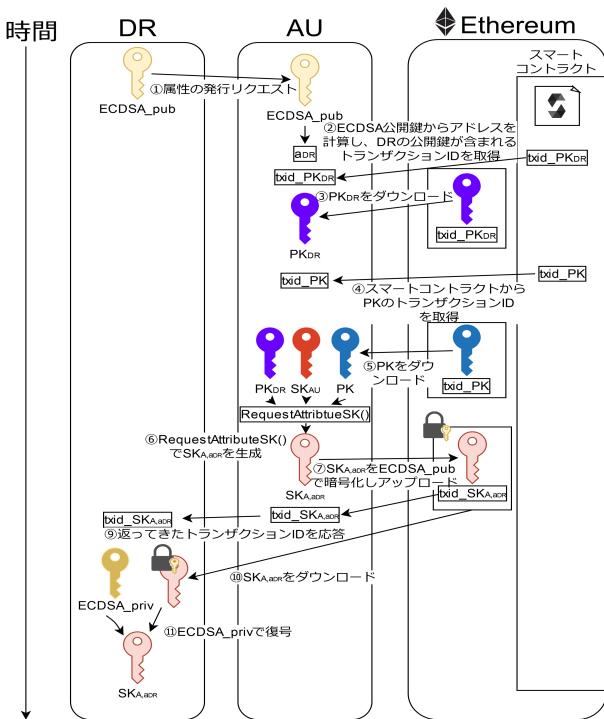 時間
DR
AU
Ethereum
スマート
コントラクト
ECDSA_pub
①属性の発行リクエスト
ECDSA_pub
②ECDSA公開鍵からアドレスを
計算し、DRの公開鍵が含まれる
トランザクションIDを取得
aDR
txid_PKDR
txid_PKDR
③PKDRをダウンロード
PKDR
txid_PKDR
txid_PK
txid_PK
④スマートコントラクトから
PKのトランザクションID
を取得
⑤PKをダウ
ンロード
txid_PK
PKDR
SKAU
PK
RequestAttribtueSK()
⑥RequestAttributeSK()
でSKA,aDRを生成
SKA,aDR
⑦SKA,aDRをECDSA_pub
で暗号化しアップロード
txid_SKA,aDR
txid_SKA,aDR
txid_SKA,aDR
⑨返ってきたトランザクションIDを応答
⑩SKA,aDRをダウンロード
ECDSA_priv
⑪ECDSA_privで復号
SKA,aDR